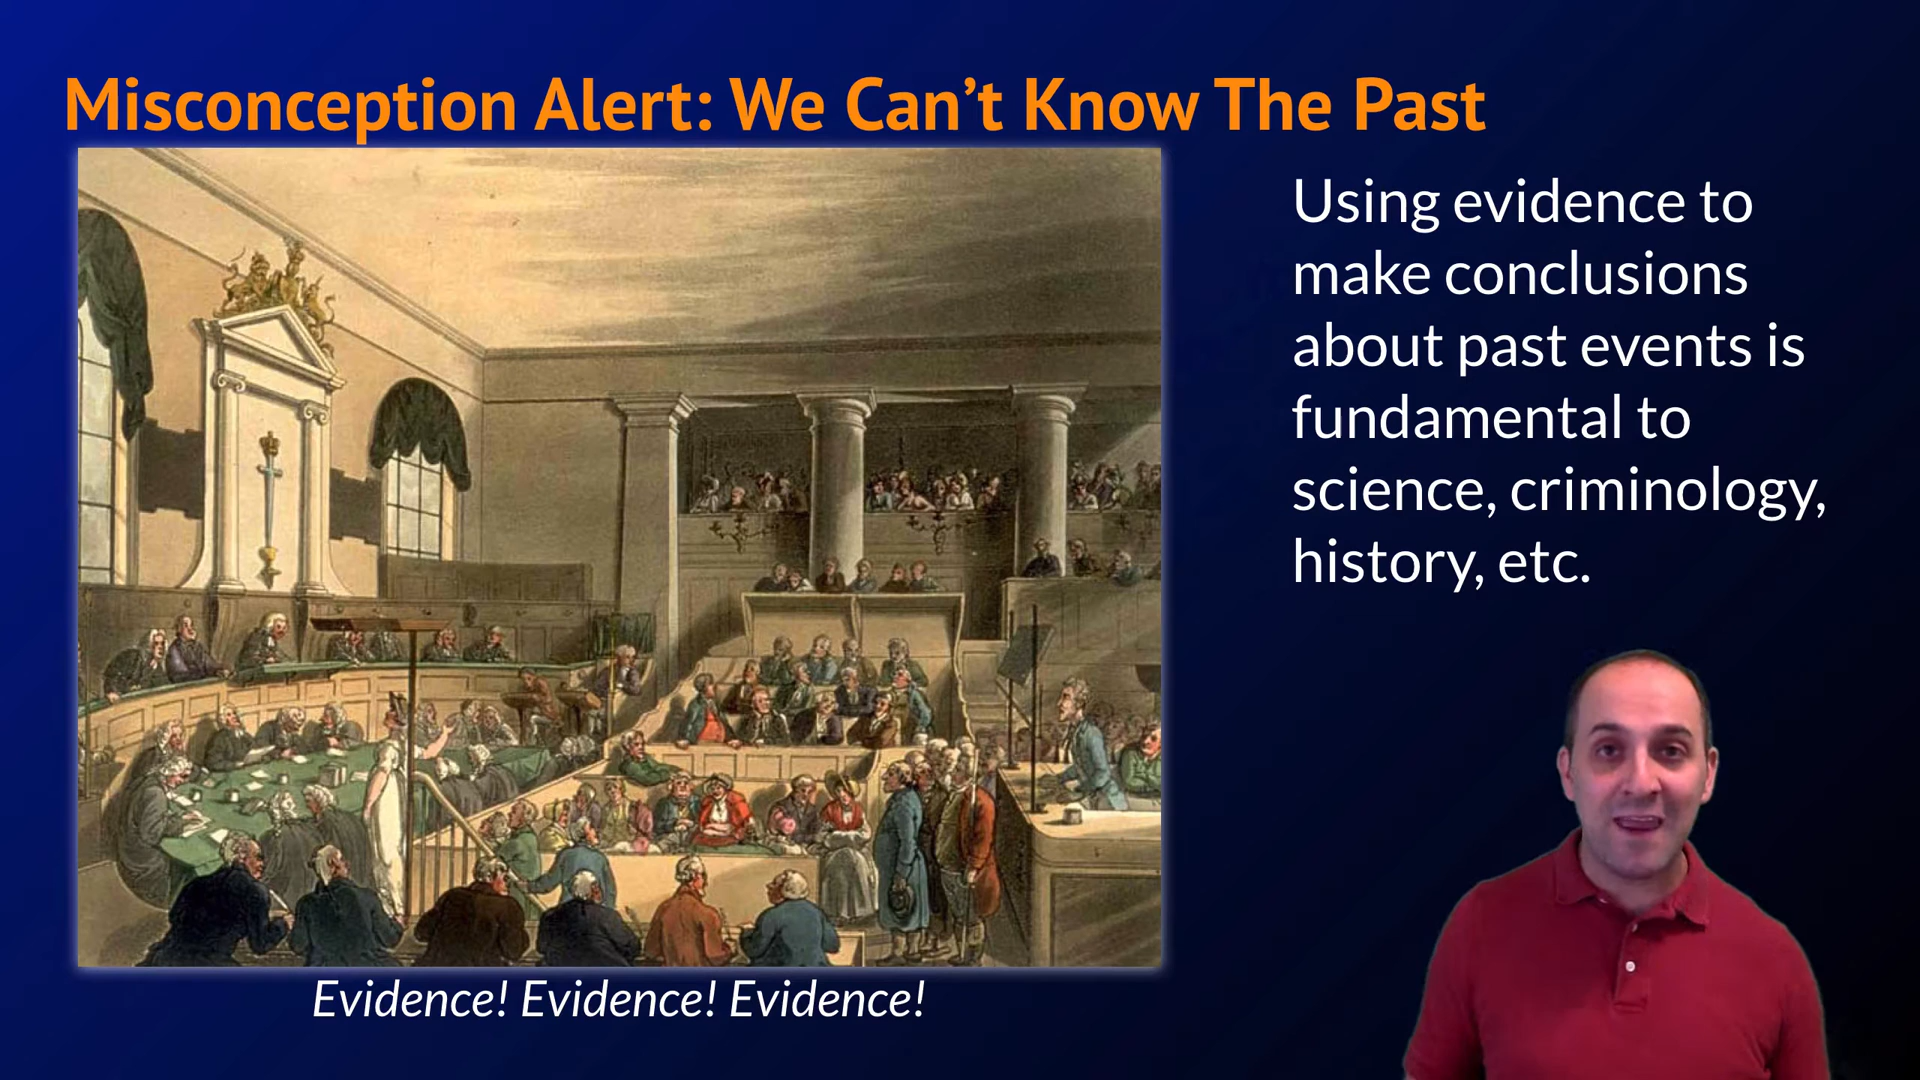 Misconception Alert: We Can’t Know The Past
Using evidence to
make conclusions
about past events is
fundamental to
science, criminology,
history, etc.
Evidence! Evidence! Evidence!